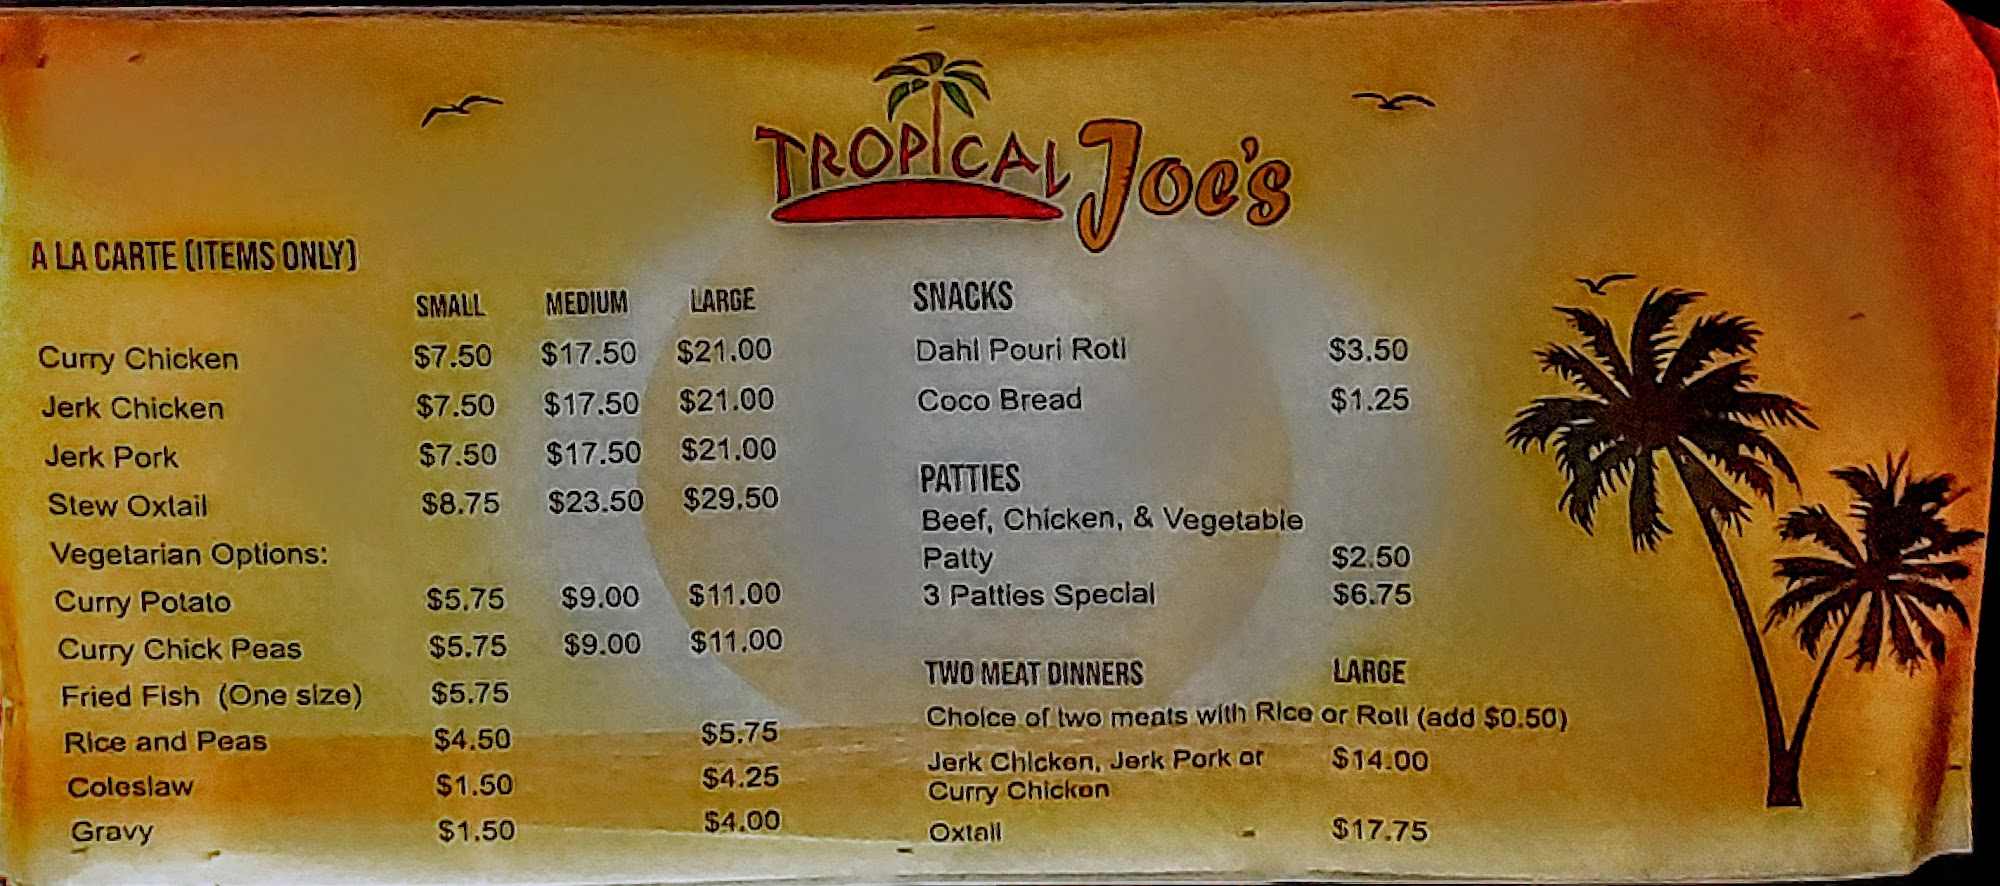 TROPICAL Joe's
A LA CARTE (ITEMS ONLY)
SMALL MEDIUM LARGE
Curry Chicken $7.50 $17.50 $21.00
Jerk Chicken $7.50 $17.50 $21.00
Jerk Pork $7.50 $17.50 $21.00
Stew Oxtail $8.75 $23.50 $29.50
Vegetarian Options:
Curry Potato $5.75 $9.00 $11.00
Curry Chick Peas $5.75 $9.00 $11.00
Fried Fish (One size) $5.75
Rice and Peas $4.50 $5.75
Coleslaw $1.50 $4.25
Gravy $1.50 $4.00
SNACKS
Dahl Pouri Roti $3.50
Coco Bread $1.25
PATTIES
Beef, Chicken, & Vegetable
Patty $2.50
3 Patties Special $6.75
TWO MEAT DINNERS LARGE
Choice of two meats with Rice or Roti (add $0.50)
Jerk Chicken, Jerk Pork or $14.00
Curry Chicken
Oxtail $17.75